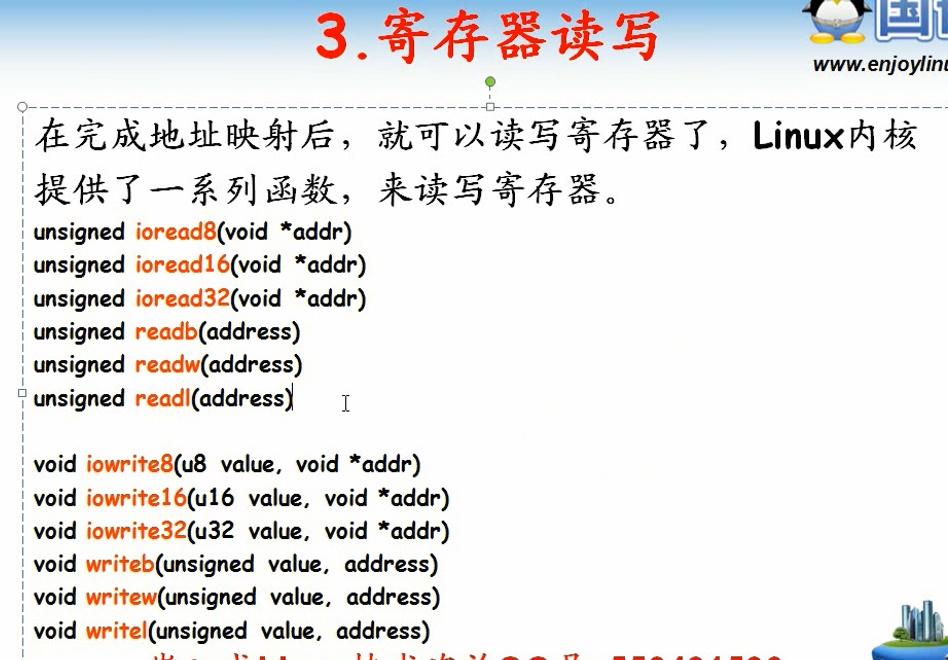 3.寄存器读写
www.enjoylinu
在完成地址映射后，就可以读写寄存器了，Linux内核
提供了一系列函数，来读写寄存器。
unsigned ioread8(void *addr)
unsigned ioread16(void *addr)
unsigned ioread32(void *addr)
unsigned readb(address)
unsigned readw(address)
unsigned readl(address)
void iowrite8(u8 value, void *addr)
void iowrite16(u16 value, void *addr)
void iowrite32(u32 value, void *addr)
void writeb(unsigned value, address)
void writew(unsigned value, address)
void writel(unsigned value, address)